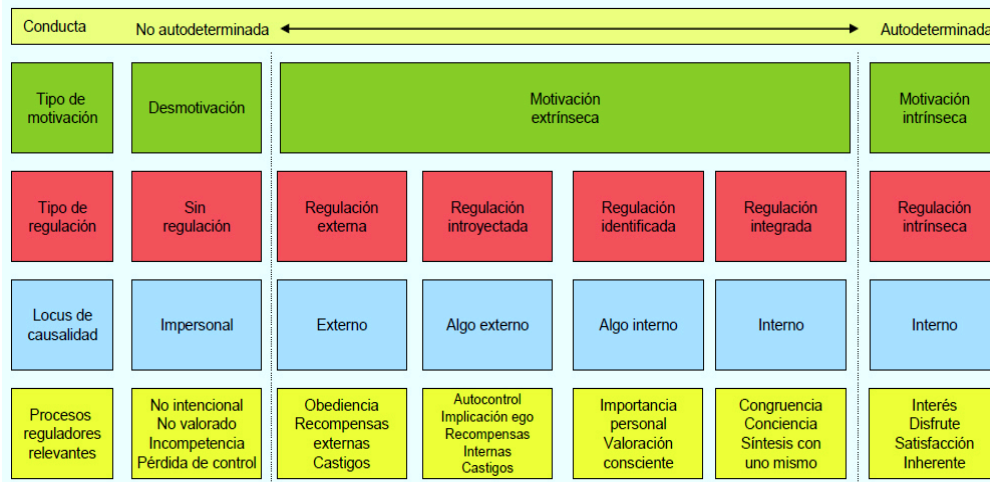 Conducta No autodeterminada Autodeterminada
Tipo de
motivación
Desmotivación
Motivación
extrínseca
Motivación
intrínseca
Tipo de
regulación
Sin
regulación
Regulación
externa
Regulación
introyectada
Regulación
identificada
Regulación
integrada
Regulación
intrínseca
Locus de
causalidad
Impersonal
Externo
Algo externo
Algo interno
Interno
Interno
Procesos
reguladores
relevantes
No intencional
No valorado
Incompetencia
Pérdida de control
Obediencia
Recompensas
externas
Castigos
Autocontrol
Implicación ego
Recompensas
Internas
Castigos
Importancia
personal
Valoración
consciente
Congruencia
Conciencia
Síntesis con
uno mismo
Interés
Disfrute
Satisfacción
Inherente